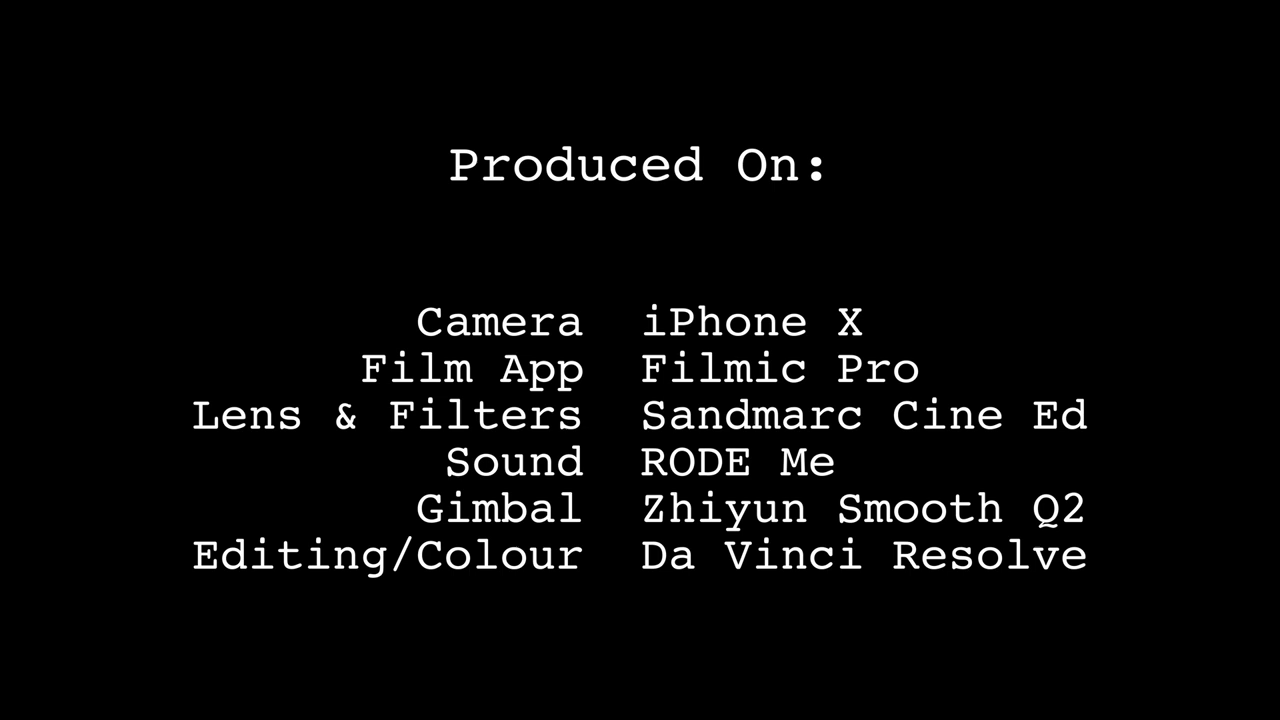 Produced On:
Camera iPhone X
Film App Filmic Pro
Lens & Filters Sandmarc Cine Ed
Sound RODE Me
Gimbal Zhiyun Smooth Q2
Editing/Colour Da Vinci Resolve